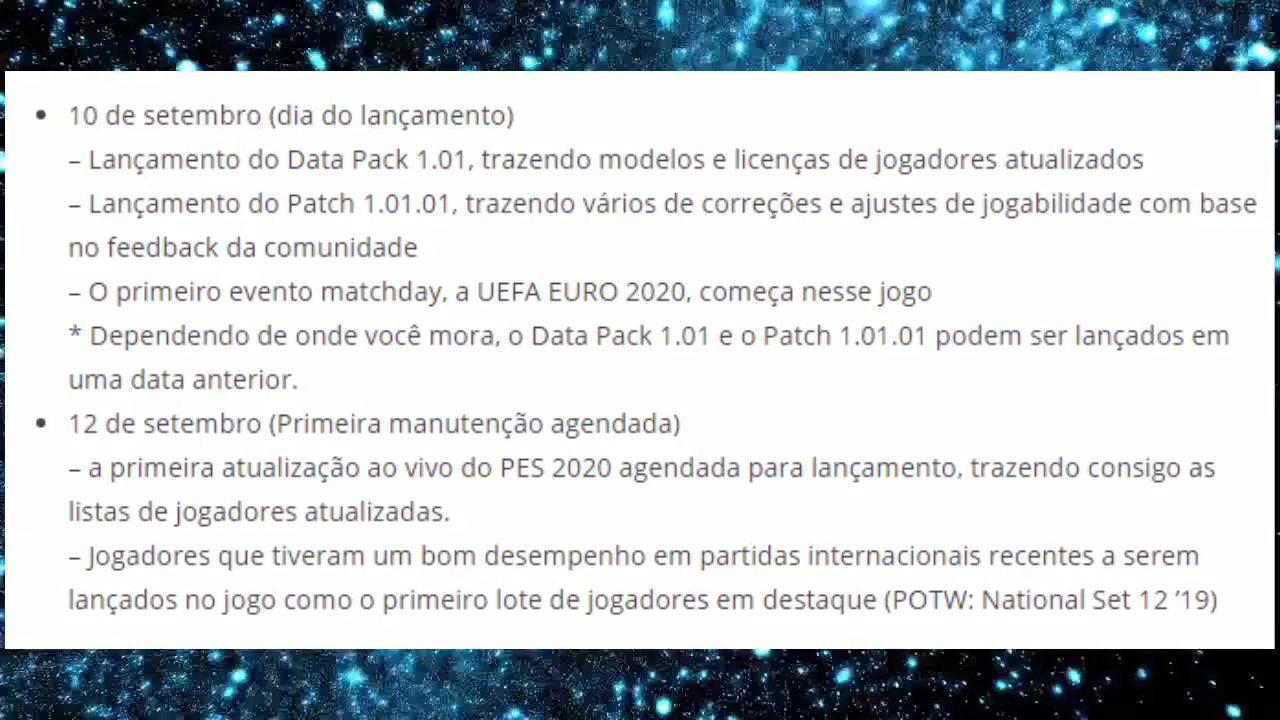 • 10 de setembro (dia do lançamento)
– Lançamento do Data Pack 1.01, trazendo modelos e licenças de jogadores atualizados
– Lançamento do Patch 1.01.01, trazendo vários de correções e ajustes de jogabilidade com base
no feedback da comunidade
– O primeiro evento matchday, a UEFA EURO 2020, começa nesse jogo
* Dependendo de onde você mora, o Data Pack 1.01 e o Patch 1.01.01 podem ser lançados em
uma data anterior.
• 12 de setembro (Primeira manutenção agendada)
– a primeira atualização ao vivo do PES 2020 agendada para lançamento, trazendo consigo as
listas de jogadores atualizadas.
– Jogadores que tiveram um bom desempenho em partidas internacionais recentes a serem
lançados no jogo como o primeiro lote de jogadores em destaque (POTW: National Set 12 ’19)